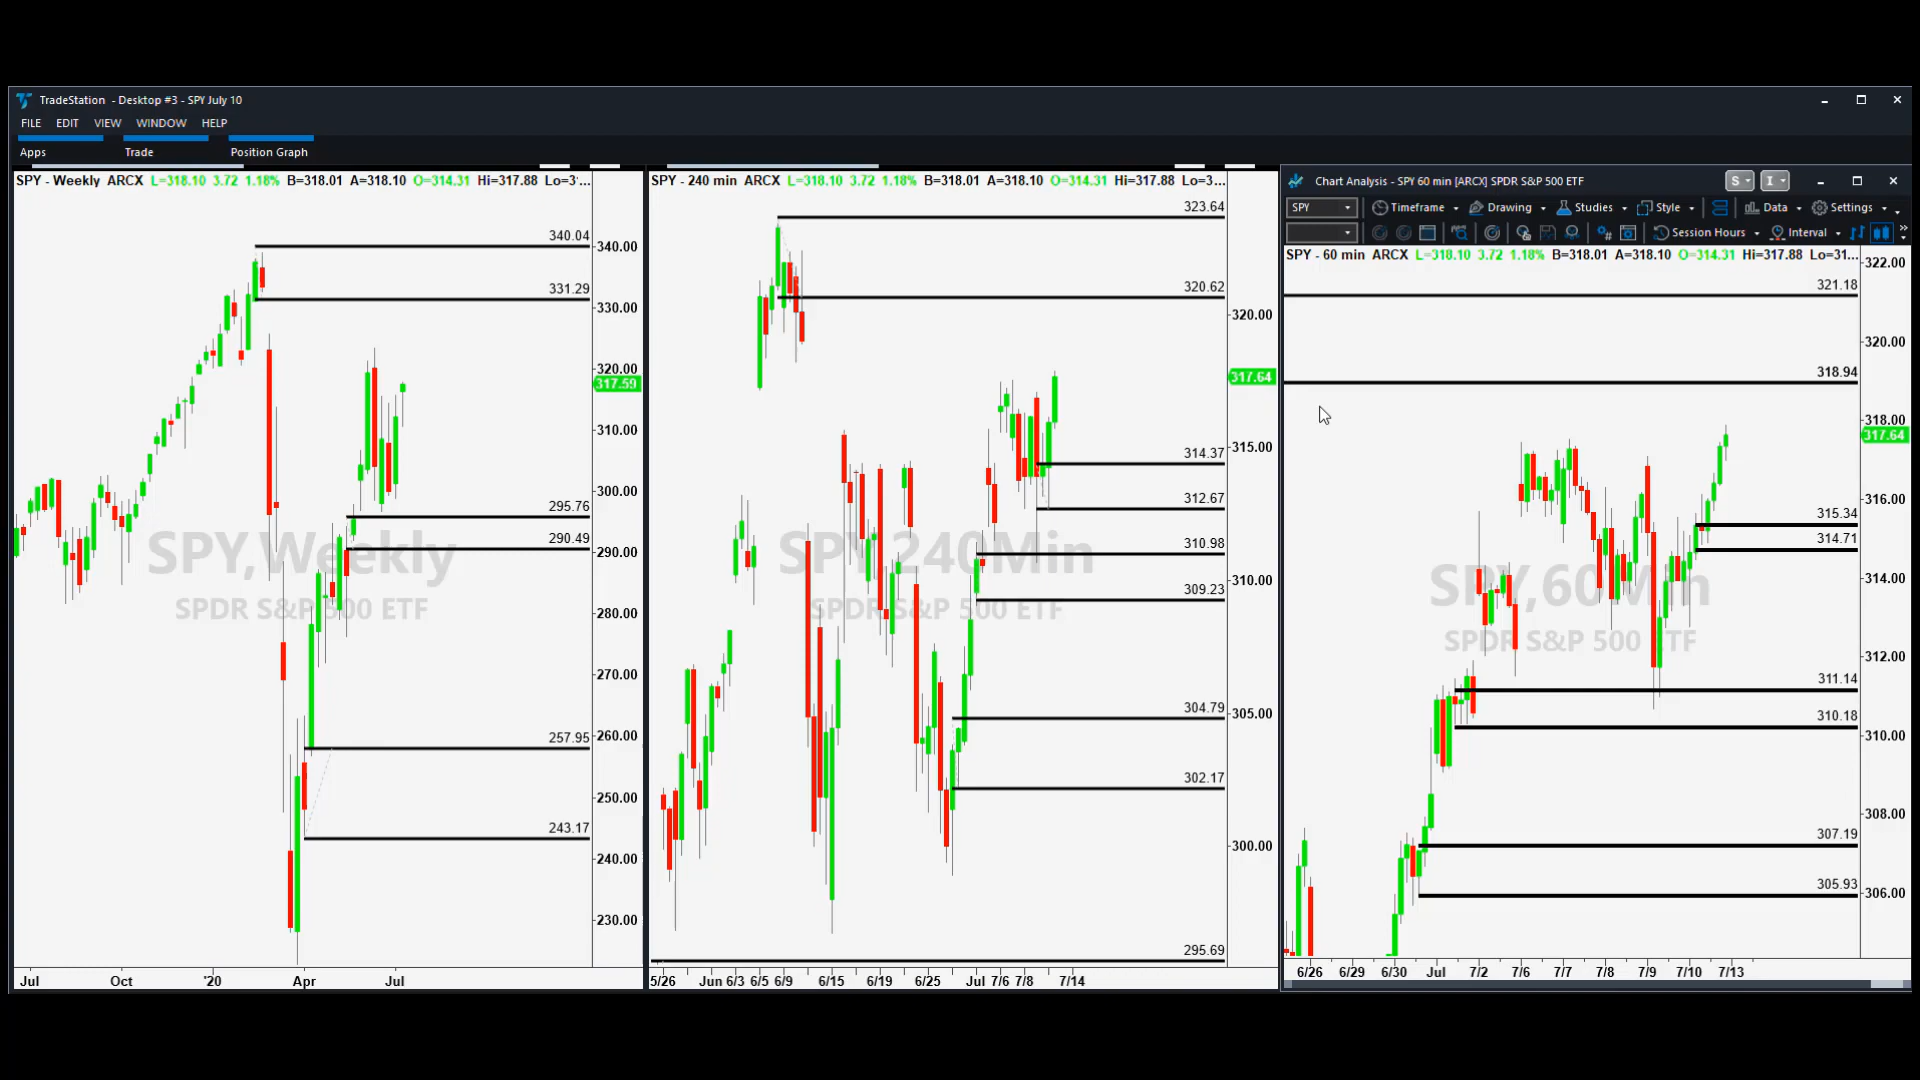 TradeStation - Desktop #3 - SPY July 10
FILE EDIT VIEW WINDOW HELP
Apps Trade Position Graph
SPY - Weekly ARCX L=318.10 3.72 1.18% B=318.01 A=318.10 O=314.31 Hi=317.88 Lo=3'...
340.04
340.00
331.29
330.00
320.00
317.59
310.00
300.00
295.76
290.49
290.00
SPY,Weekly
SPDR S&P 500 ETF
280.00
270.00
260.00
257.95
250.00
243.17
240.00
230.00
Jul Oct '20 Apr Jul
SPY - 240 min ARCX L=318.10 3.72 1.18% B=318.01 A=318.10 O=314.31 Hi=317.88 Lo=3...
323.64
320.62
320.00
317.64
315.00
314.37
312.67
310.98
SPY,240Min
310.00
309.23
SPDR S&P 500 ETF
304.79
305.00
302.17
300.00
295.69
5/26 Jun 6/3 6/5 6/9 6/15 6/19 6/25 Jul 7/6 7/8 7/14
Chart Analysis - SPY 60 min [ARCX] SPDR S&P 500 ETF
S I
SPY Timeframe Drawing Studies Style Data Settings
Session Hours Interval
SPY - 60 min ARCX L=318.10 3.72 1.18% B=318.01 A=318.10 O=314.31 Hi=317.88 Lo=31...
322.00
321.18
320.00
318.94
318.00
317.64
316.00
315.34
314.71
314.00
SPY,60Min
SPDR S&P 500 ETF
312.00
311.14
310.18
310.00
308.00
307.19
305.93
306.00
6/26 6/29 6/30 Jul 7/2 7/6 7/7 7/8 7/9 7/10 7/13